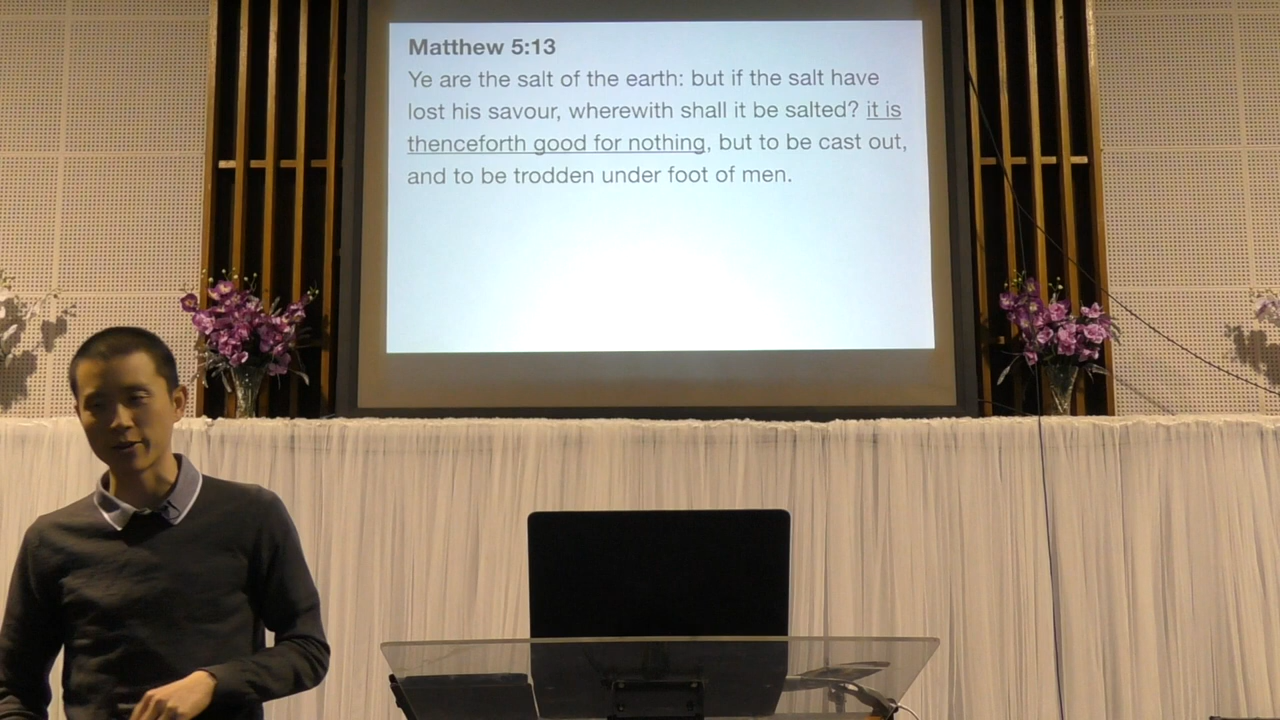 Matthew 5:13
Ye are the salt of the earth: but if the salt have
lost his savour, wherewith shall it be salted? it is
thenceforth good for nothing, but to be cast out,
and to be trodden under foot of men.